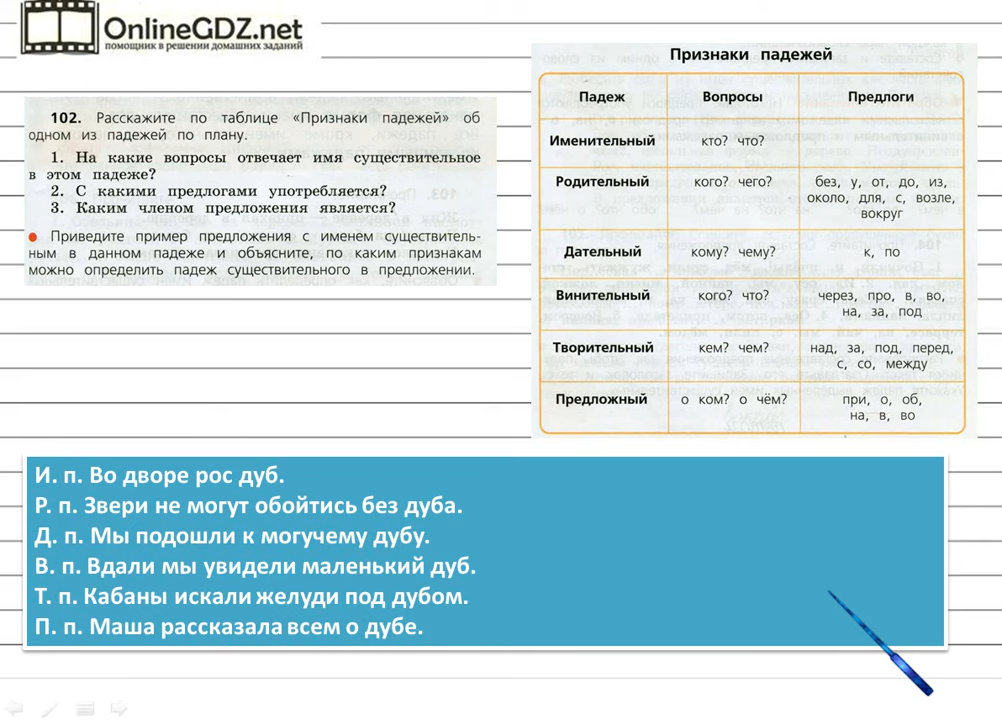 OnlineGDZ.net
помощник в решении домашних заданий
102. Расскажите по таблице «Признаки падежей» об
одном из падежей по плану.
1. На какие вопросы отвечает имя существительное
в этом падеже?
2. С какими предлогами употребляется?
3. Каким членом предложения является?
Приведите пример предложения с именем существитель-
ным в данном падеже и объясните, по каким признакам
можно определить падеж существительного в предложении.
Признаки падежей
Падеж Вопросы Предлоги
Именительный кто? что?
Родительный кого? чего? без, у, от, до, из,
около, для, с, возле,
вокруг
Дательный кому? чему? к, по
Винительный кого? что? через, про, в, во,
на, за, под
Творительный кем? чем? над, за, под, перед,
с, со, между
Предложный о ком? о чём? при, о, об,
на, в, во
И. п. Во дворе рос дуб.
Р. п. Звери не могут обойтись без дуба.
Д. п. Мы подошли к могучему дубу.
В. п. Вдали мы увидели маленький дуб.
Т. п. Кабаны искали желуди под дубом.
П. п. Маша рассказала всем о дубе.